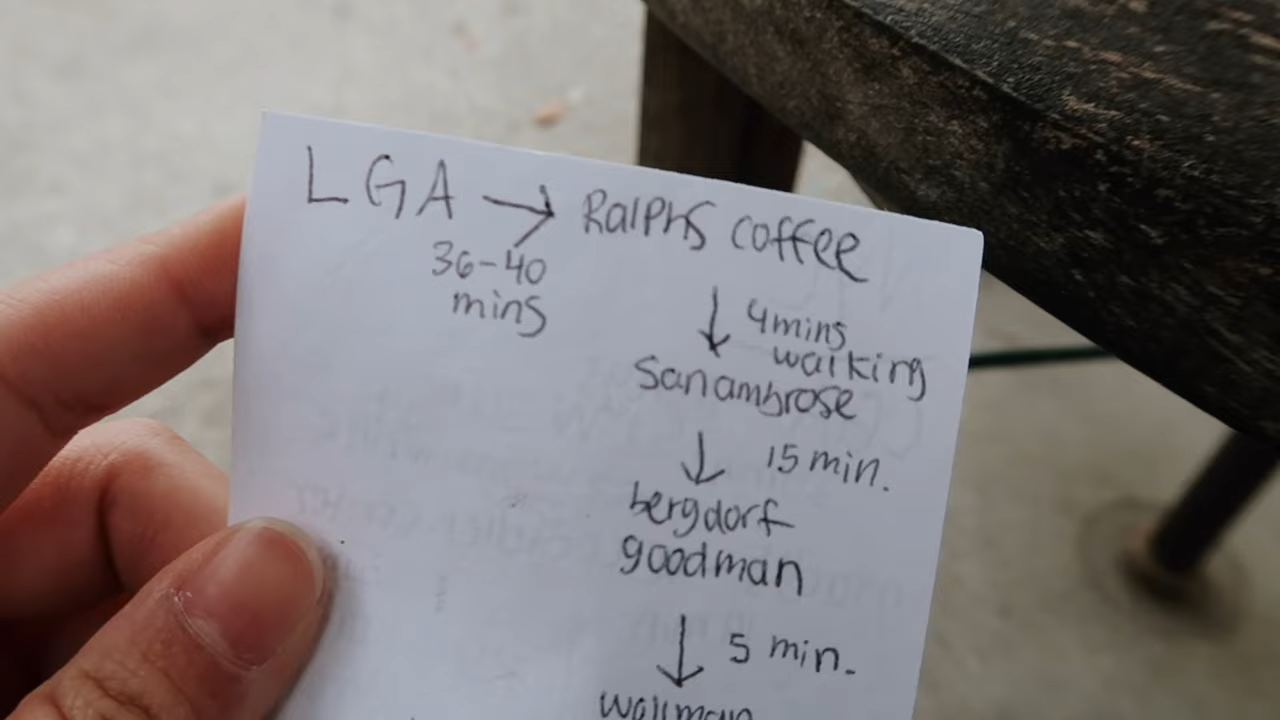 LGA → Ralphs coffee
36-40
mins
↓ 4mins
walking
Sanambrose
↓ 15 min.
bergdorf
goodman
↓ 5 min.